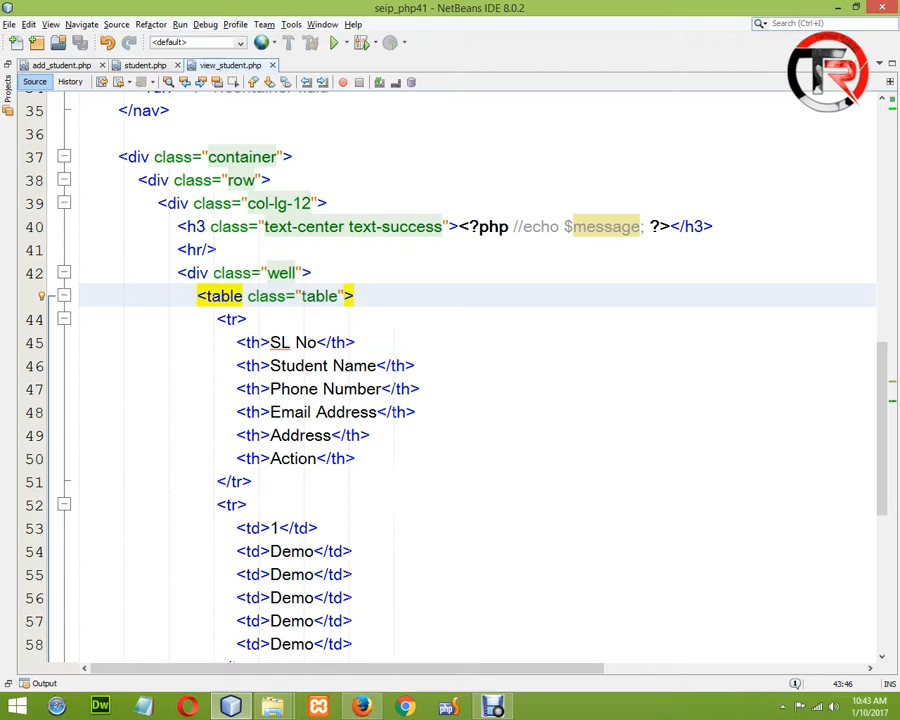 seip_php41 - NetBeans IDE 8.0.2
File Edit View Navigate Source Refactor Run Debug Profile Team Tools Window Help
Search (Ctrl+I)
<default>
add_student.php student.php view_student.php
Source History
Projects
35 </nav>
36
37 <div class="container">
38 <div class="row">
39 <div class="col-lg-12">
40 <h3 class="text-center text-success"><?php //echo $message; ?></h3>
41 <hr/>
42 <div class="well">
<table class="table">
44 <tr>
45 <th>SL No</th>
46 <th>Student Name</th>
47 <th>Phone Number</th>
48 <th>Email Address</th>
49 <th>Address</th>
50 <th>Action</th>
51 </tr>
52 <tr>
53 <td>1</td>
54 <td>Demo</td>
55 <td>Demo</td>
56 <td>Demo</td>
57 <td>Demo</td>
58 <td>Demo</td>
Output
43:46 INS
Dw
php
10:43 AM
1/10/2017